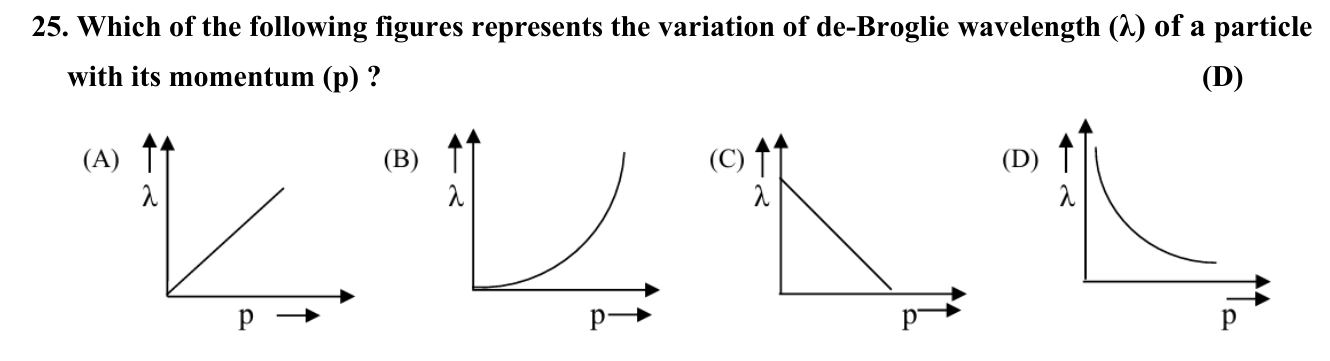 25. Which of the following figures represents the variation of de-Broglie wavelength (λ) of a particle
with its momentum (p) ? (D)
(A) (B) (C) (D)
λ λ λ λ
p p p p